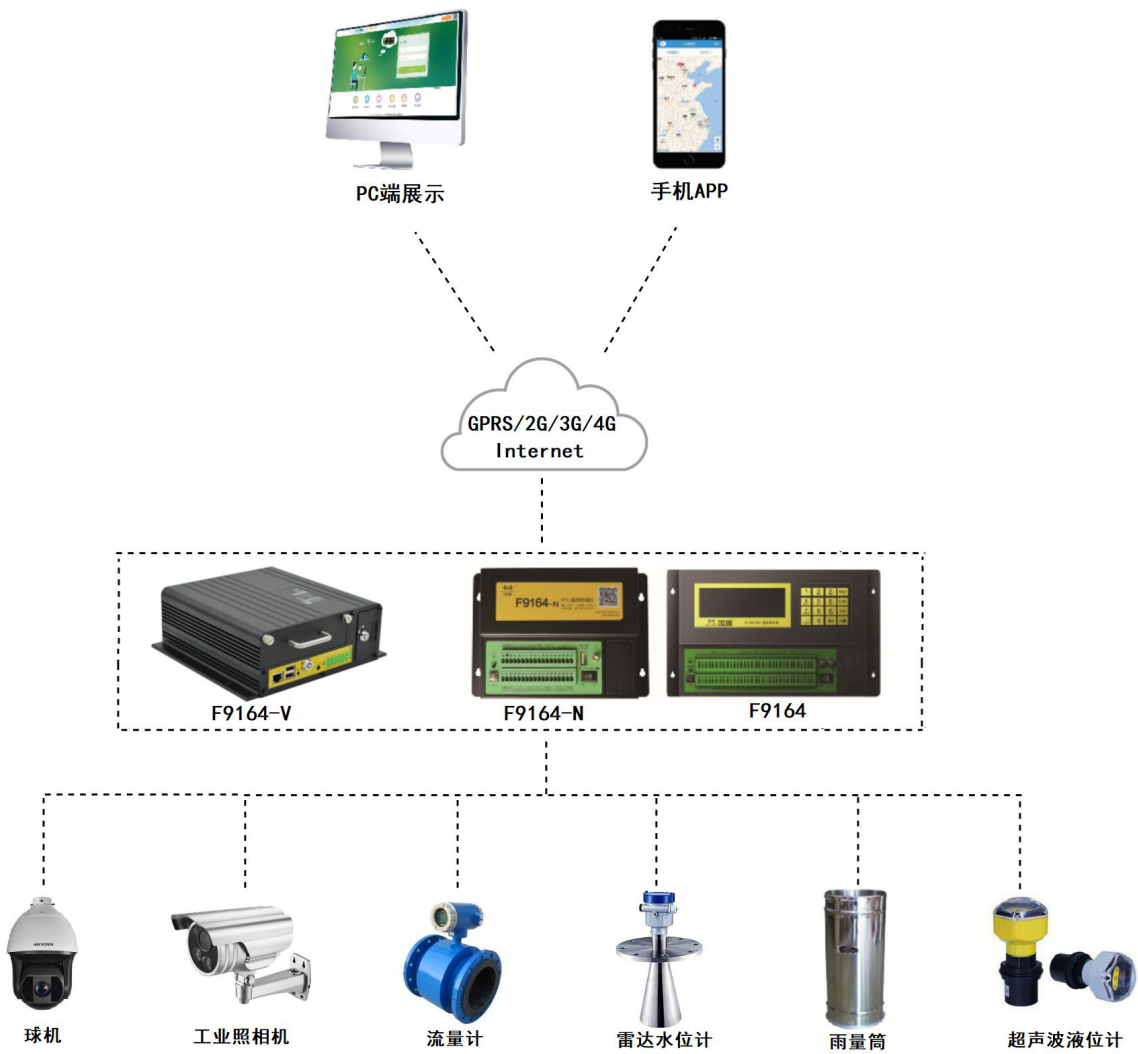 PC端展示
手机APP
GPRS/2G/3G/4G
Internet
F9164-N
F9164-V
F9164-N
F9164
HIKVISION
球机
工业照相机
流量计
雷达水位计
雨量筒
超声波液位计